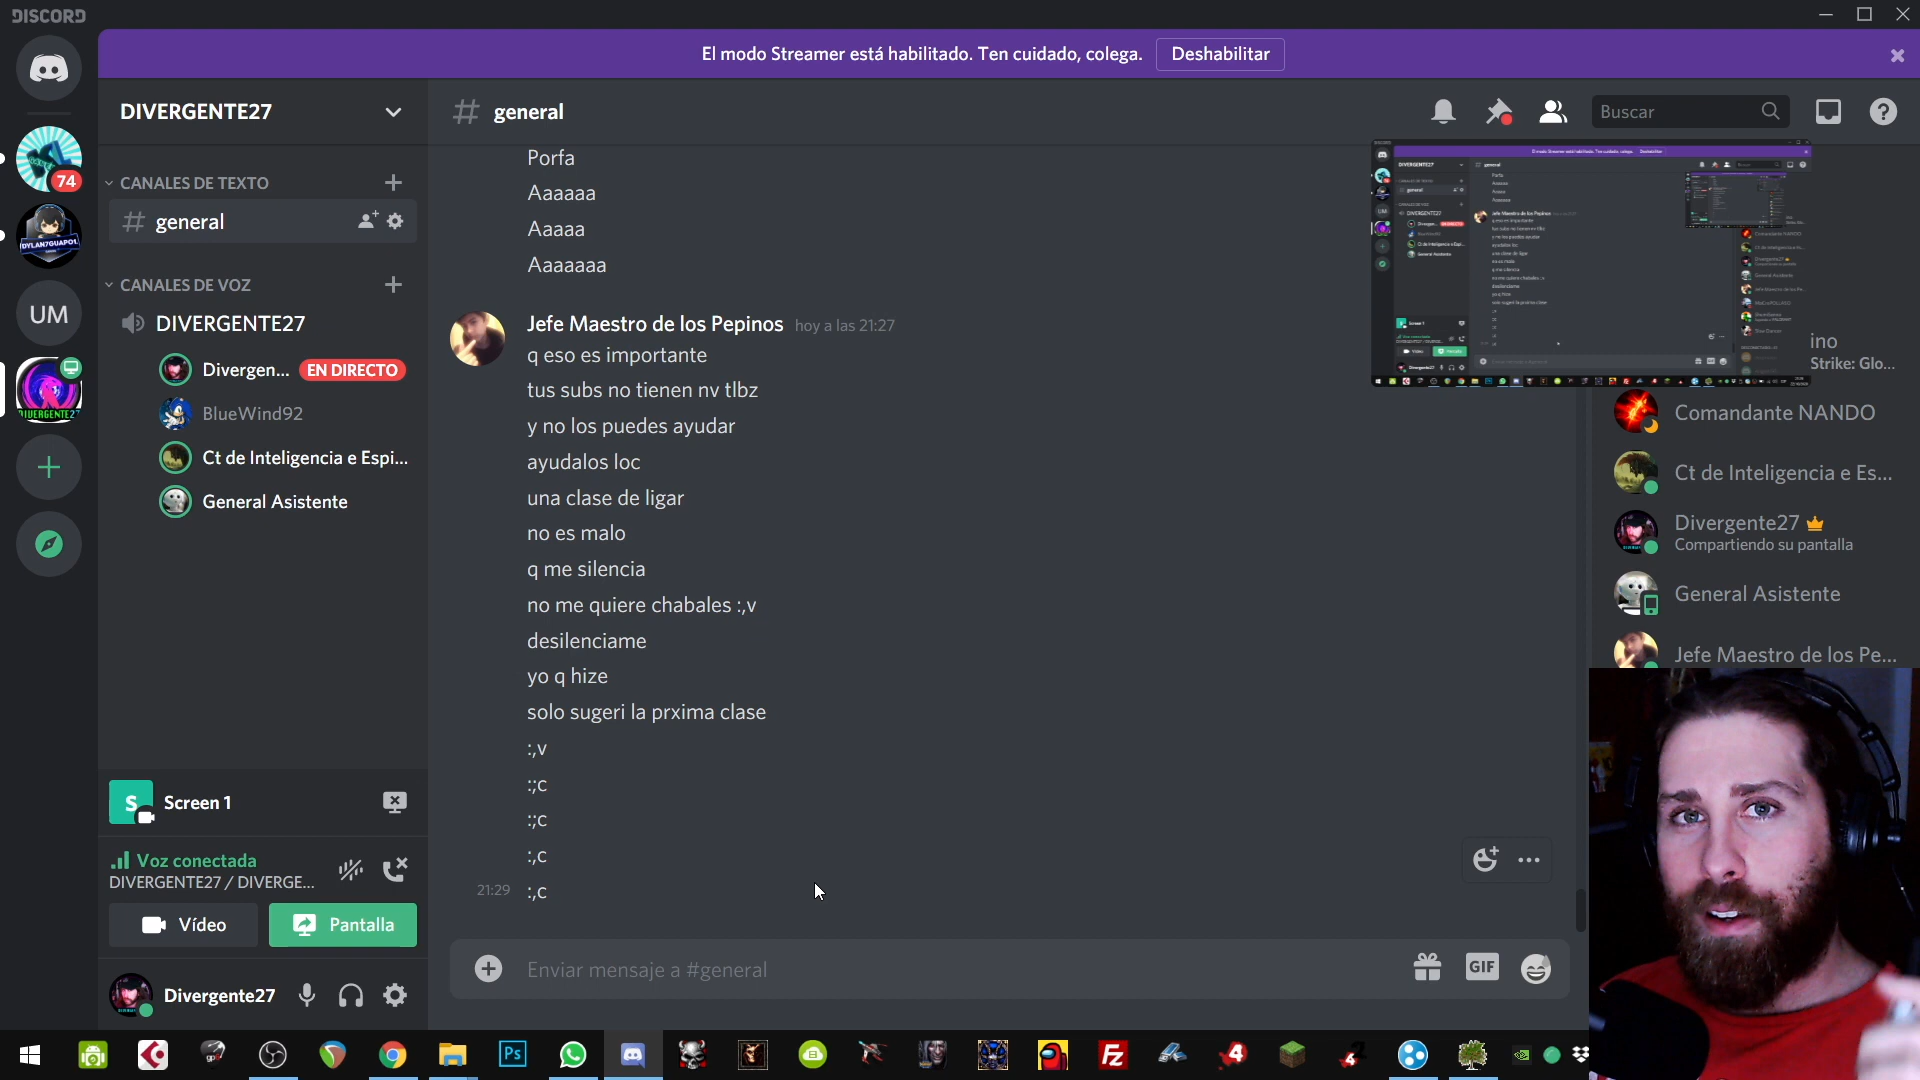 DISCORD
El modo Streamer está habilitado. Ten cuidado, colega. Deshabilitar
DIVERGENTE27
general
Buscar
CANALES DE TEXTO
general
CANALES DE VOZ
DIVERGENTE27
Divergen... EN DIRECTO
BlueWind92
Ct de Inteligencia e Espi...
General Asistente
74
DYLAN7GUAPO1
UM
DIVERGENTE27
Porfa
Aaaaaa
Aaaaa
Aaaaaaa
Jefe Maestro de los Pepinos hoy a las 21:27
q eso es importante
tus subs no tienen nv tlbz
y no los puedes ayudar
ayudalos loc
una clase de ligar
no es malo
q me silencia
no me quiere chabales :,v
desilenciame
yo q hize
solo sugeri la prxima clase
:,v
:;c
:;c
:,c
21:29 :,c
ino
Strike: Glo...
Comandante NANDO
Ct de Inteligencia e Es...
Divergente27
Compartiendo su pantalla
General Asistente
Jefe Maestro de los Pe...
S Screen 1
Voz conectada
DIVERGENTE27 / DIVERGE...
Vídeo Pantalla
Divergente27
Enviar mensaje a #general
GIF
Ps
FZ